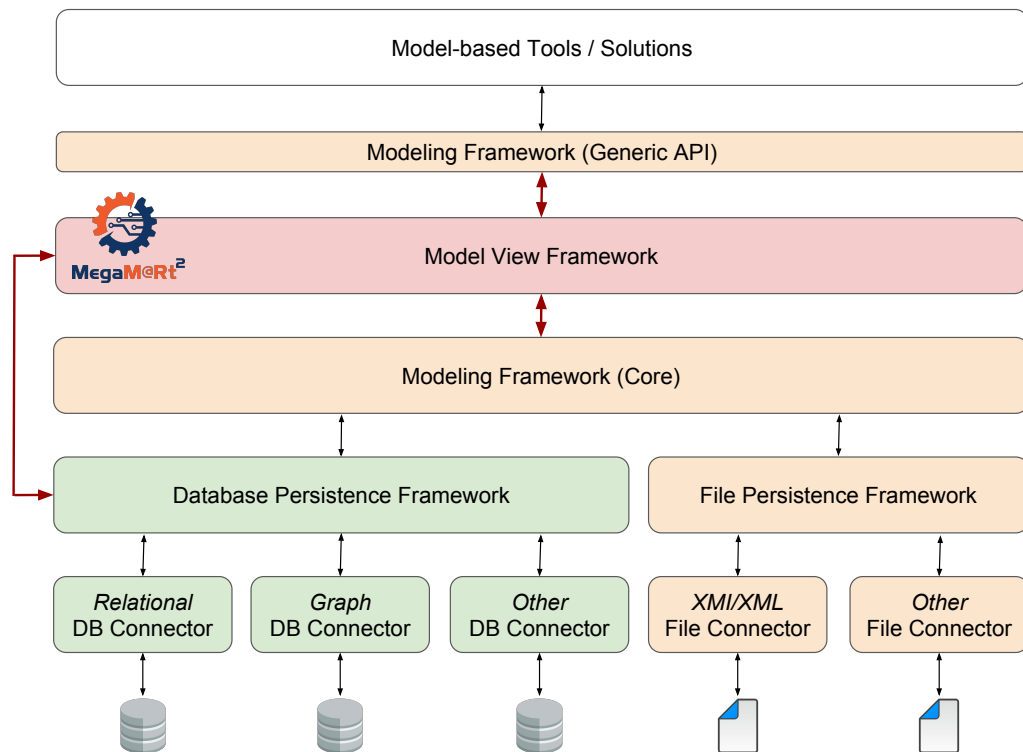 Model-based Tools / Solutions
Modeling Framework (Generic API)
MegaM@Rt²
Model View Framework
Modeling Framework (Core)
Database Persistence Framework
File Persistence Framework
Relational
DB Connector
Graph
DB Connector
Other
DB Connector
XMI/XML
File Connector
Other
File Connector